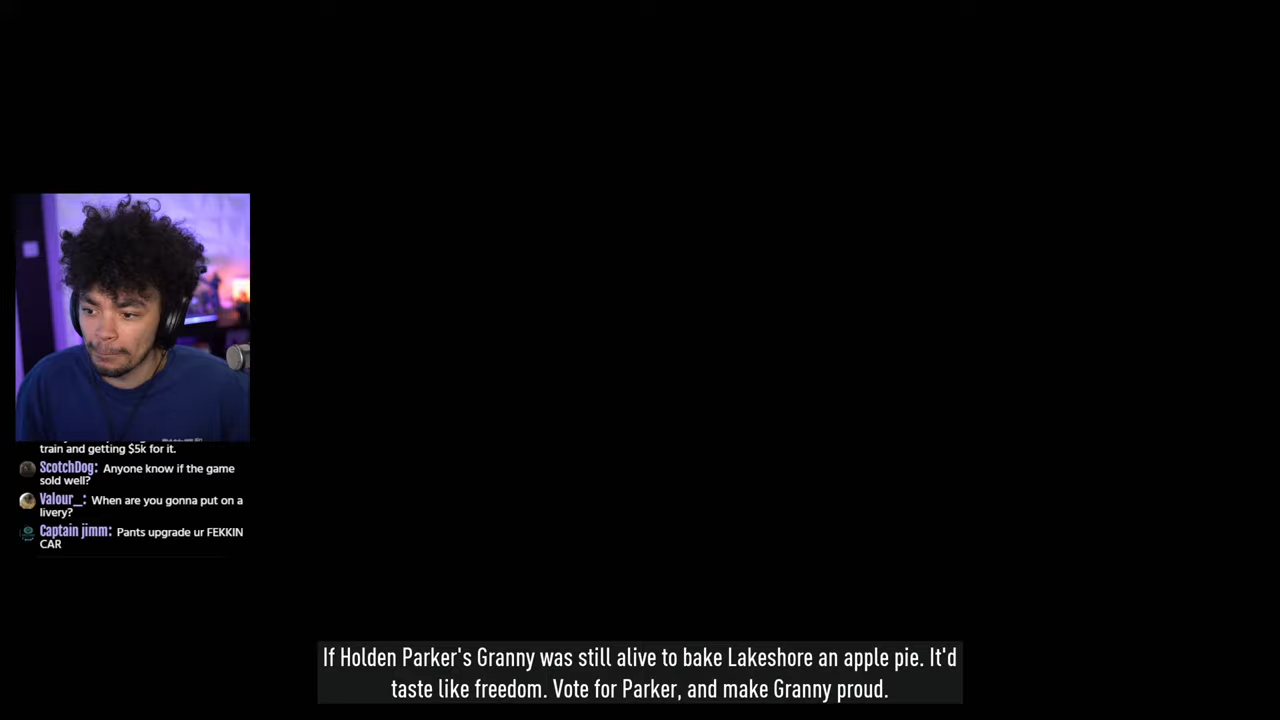 train and getting $5k for it.
ScotchDog: Anyone know if the game
sold well?
Valour_: When are you gonna put on a
livery?
Captain jimm: Pants upgrade ur FEKKIN
CAR
If Holden Parker's Granny was still alive to bake Lakeshore an apple pie. It'd
taste like freedom. Vote for Parker, and make Granny proud.